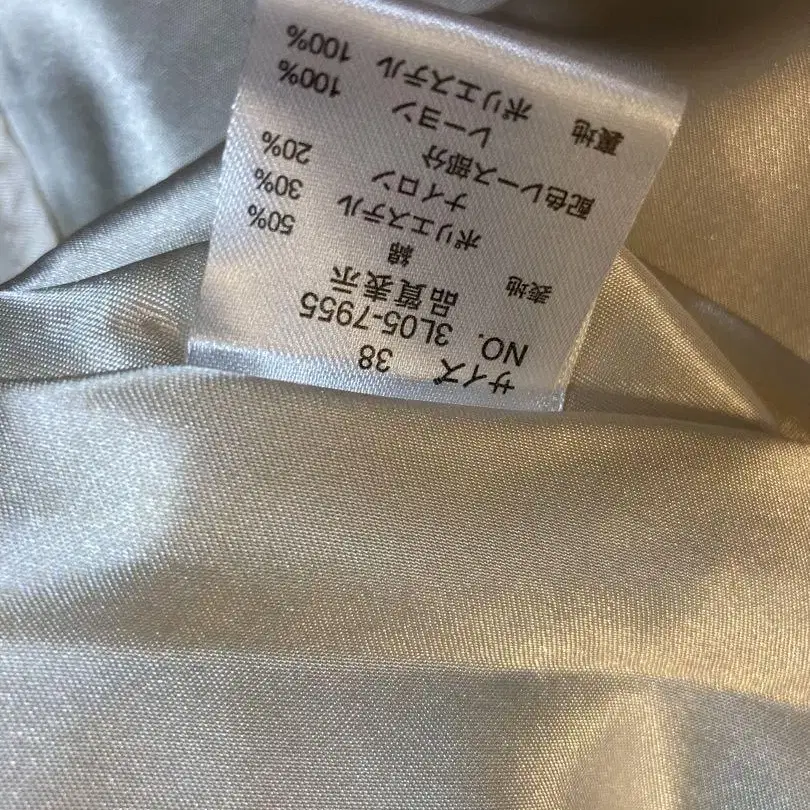 サイズ 38
NO. 3L05-7955
品質表示
表地 綿 50%
ポリエステル 30%
ナイロン 20%
配色レース部分
レーヨン 100%
裏地 ポリエステル 100%